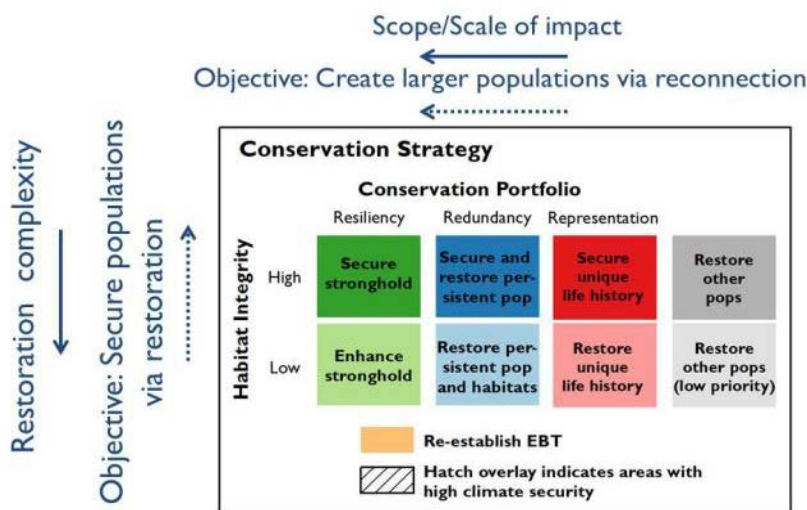 Scope/Scale of impact
Objective: Create larger populations via reconnection
Restoration complexity
Objective: Secure populations
via restoration
Conservation Strategy
Conservation Portfolio
Resiliency Redundancy Representation
Habitat Integrity
High
Secure
stronghold
Secure and
restore per-
sistent pop
Secure
unique
life history
Restore
other
pops
Low
Enhance
stronghold
Restore per-
sistent pop
and habitats
Restore
unique
life history
Restore
other pops
(low priority)
Re-establish EBT
Hatch overlay indicates areas with
high climate security